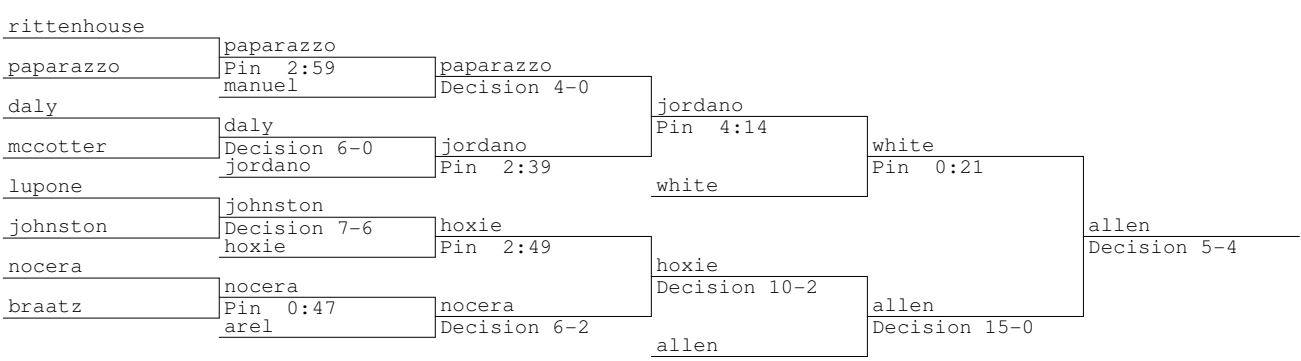 rittenhouse
paparazzo
paparazzo
Pin 2:59
manuel
paparazzo
Decision 4-0
daly
mccotter
daly
Decision 6-0
jordano
jordano
Pin 2:39
jordano
Pin 4:14
white
white
Pin 0:21
lupone
johnston
johnston
Decision 7-6
hoxie
hoxie
Pin 2:49
nocera
braatz
nocera
Pin 0:47
arel
nocera
Decision 6-2
hoxie
Decision 10-2
allen
allen
Decision 15-0
allen
Decision 5-4